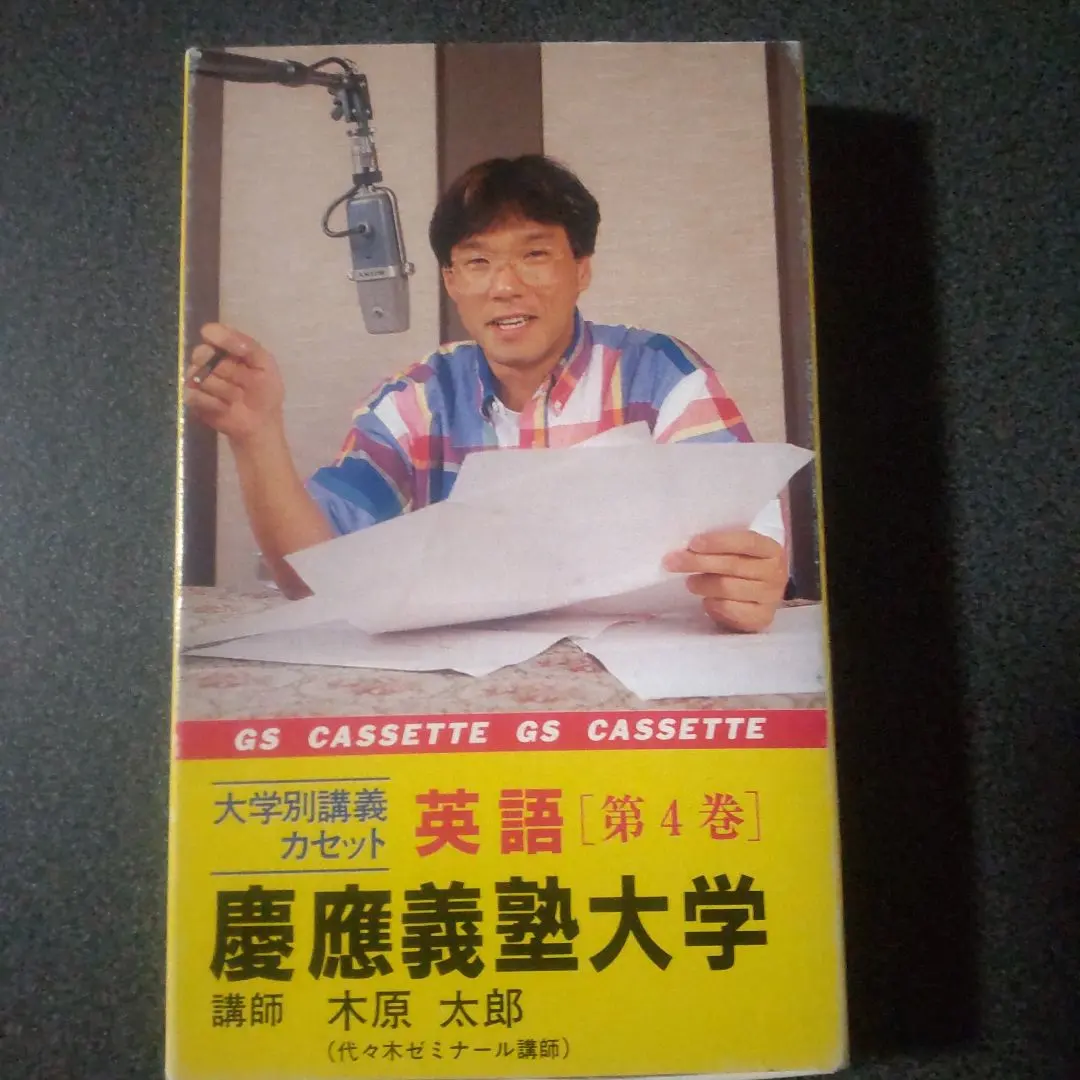 GS CASSETTE GS CASSETTE
大学別講義
カセット
英語[第4巻]
慶應義塾大学
講師 木原 太郎
(代々木ゼミナール講師)